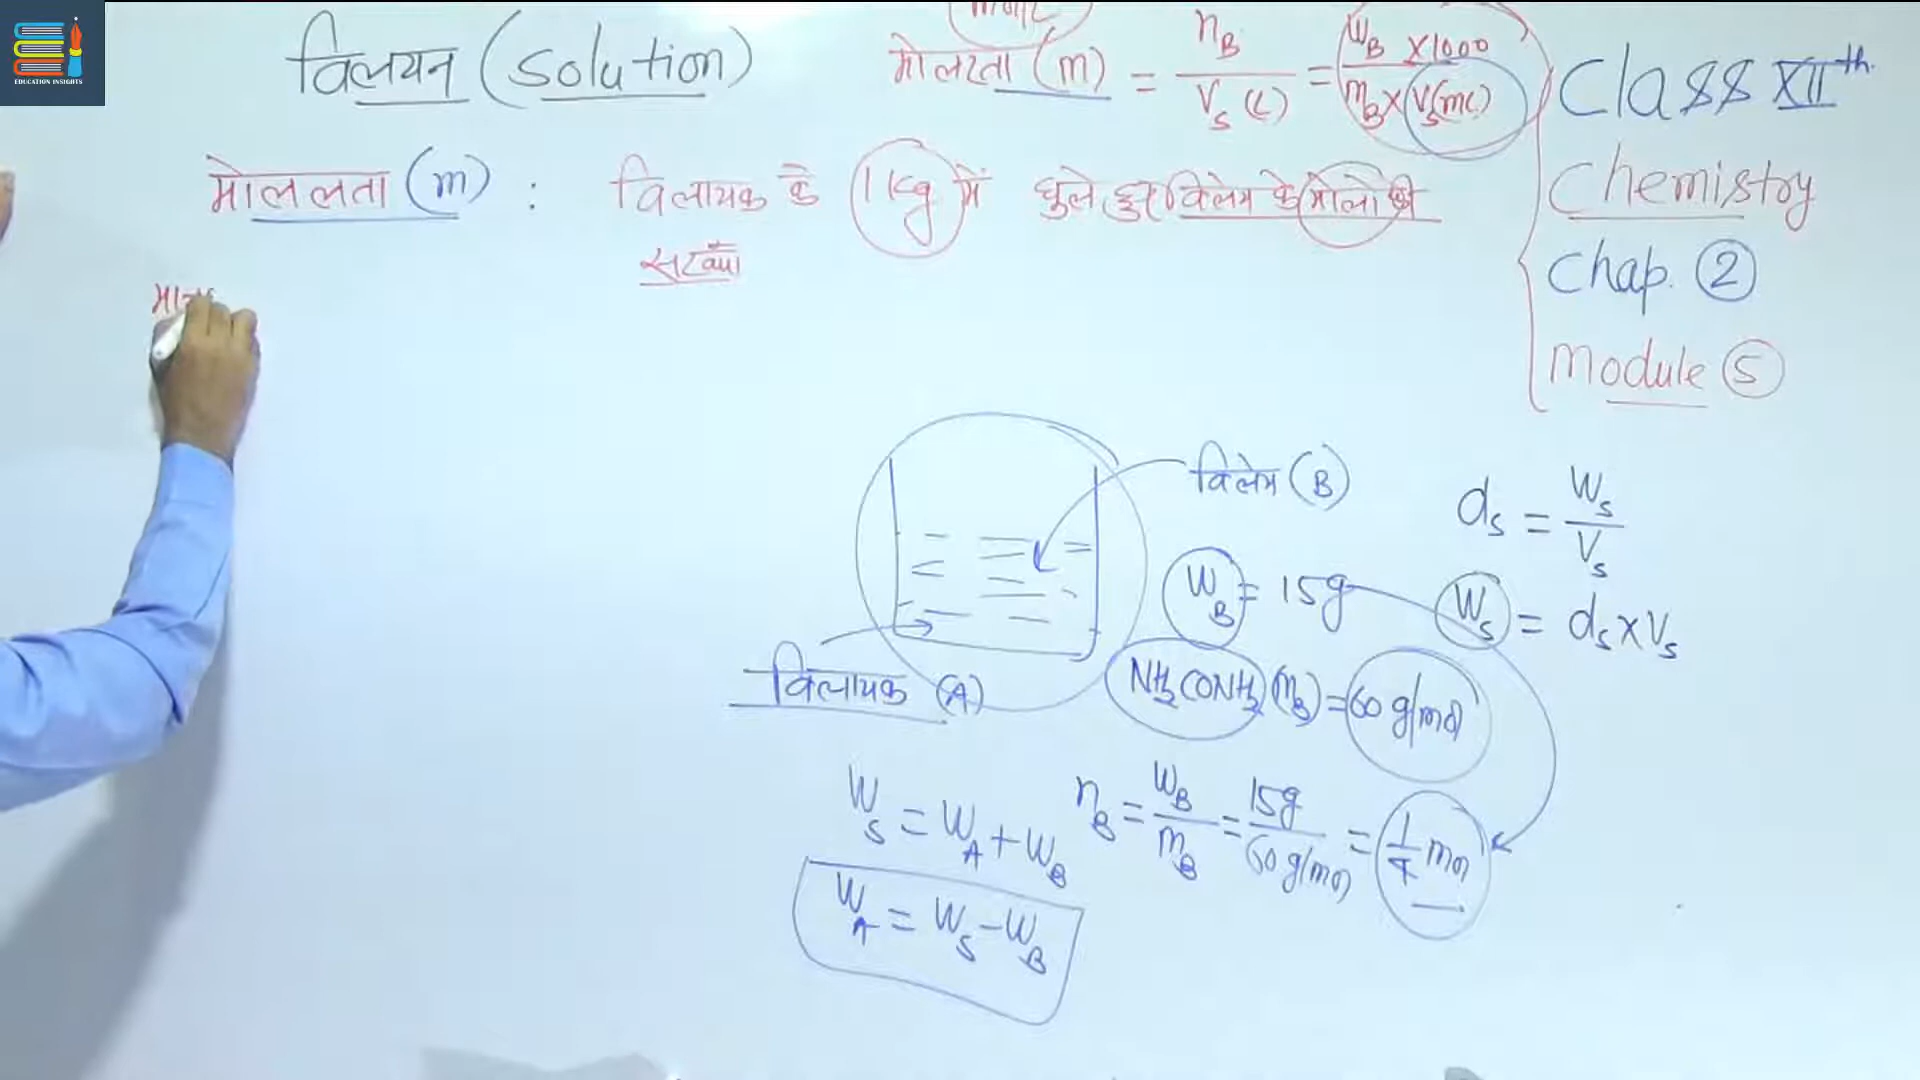 EDUCATION INSIGHTS
विलयन (Solution)
मोलरता (m) = n_B / V_s (L) = W_B × 1000 / m_B × V_s(mL)
Class XIIth
Chemistry
Chap. 2
Module 5
मोललता (m) : विलायक के 1 Kg में घुले हुए विलेय के मोलो की
संख्या
विलेय (B)
विलायक (A)
d_s = W_s / V_s
W_B = 15g
W_s = d_s × V_s
NH2CONH2 (m_B) = 60 g/mol
W_s = W_A + W_B
n_B = W_B / m_B = 15g / 60 g/mol = 1/4 mol
W_A = W_s - W_B